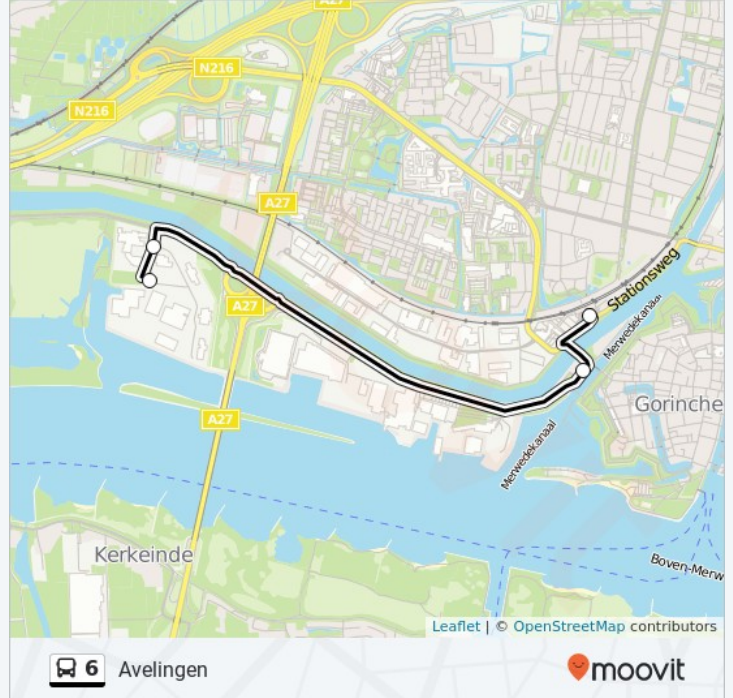 A27
N216
N216
A27
Stationsweg
A27
Merwedekanaal
Gorinche
A27
Merwedekanaal
Kerkeinde
Boven-Merw
Leaflet | © OpenStreetMap contributors
6 Avelingen
moovit